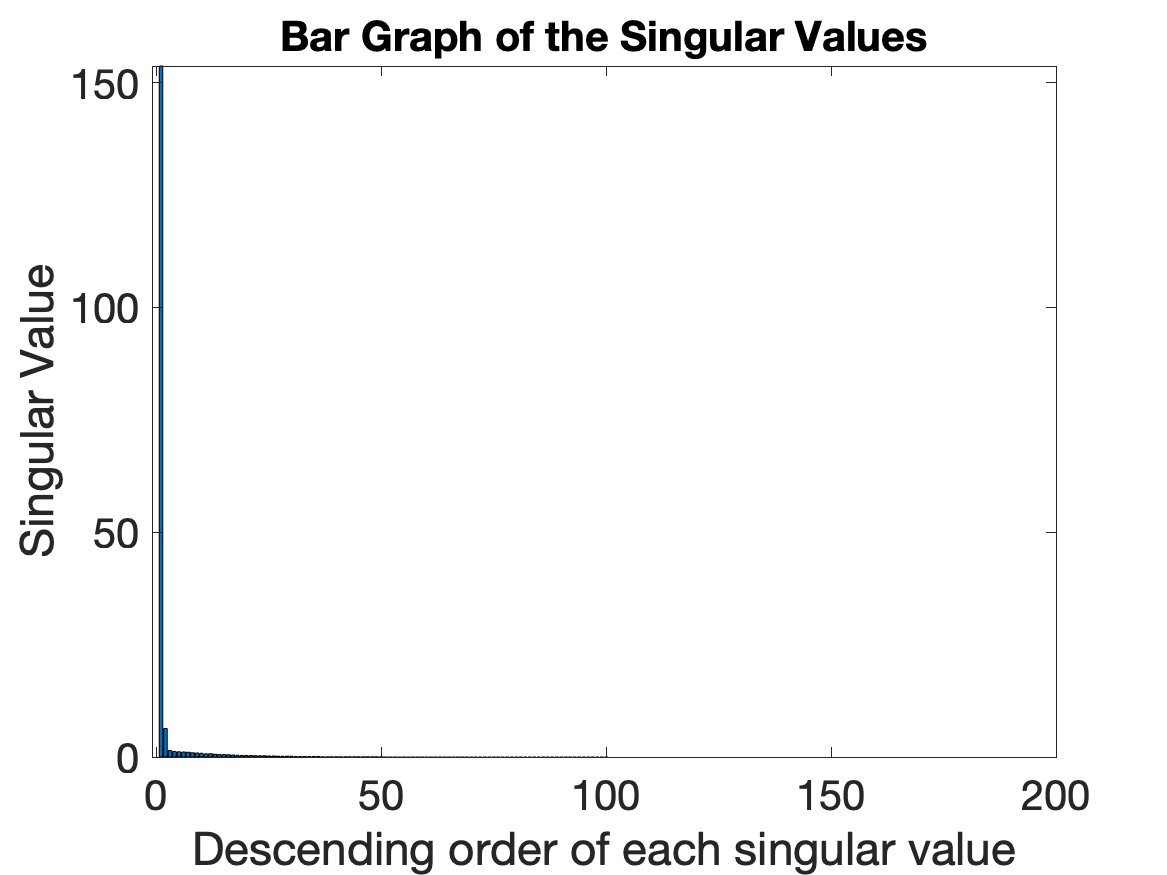 Bar Graph of the Singular Values
150
100
50
0
Singular Value
0 50 100 150 200
Descending order of each singular value